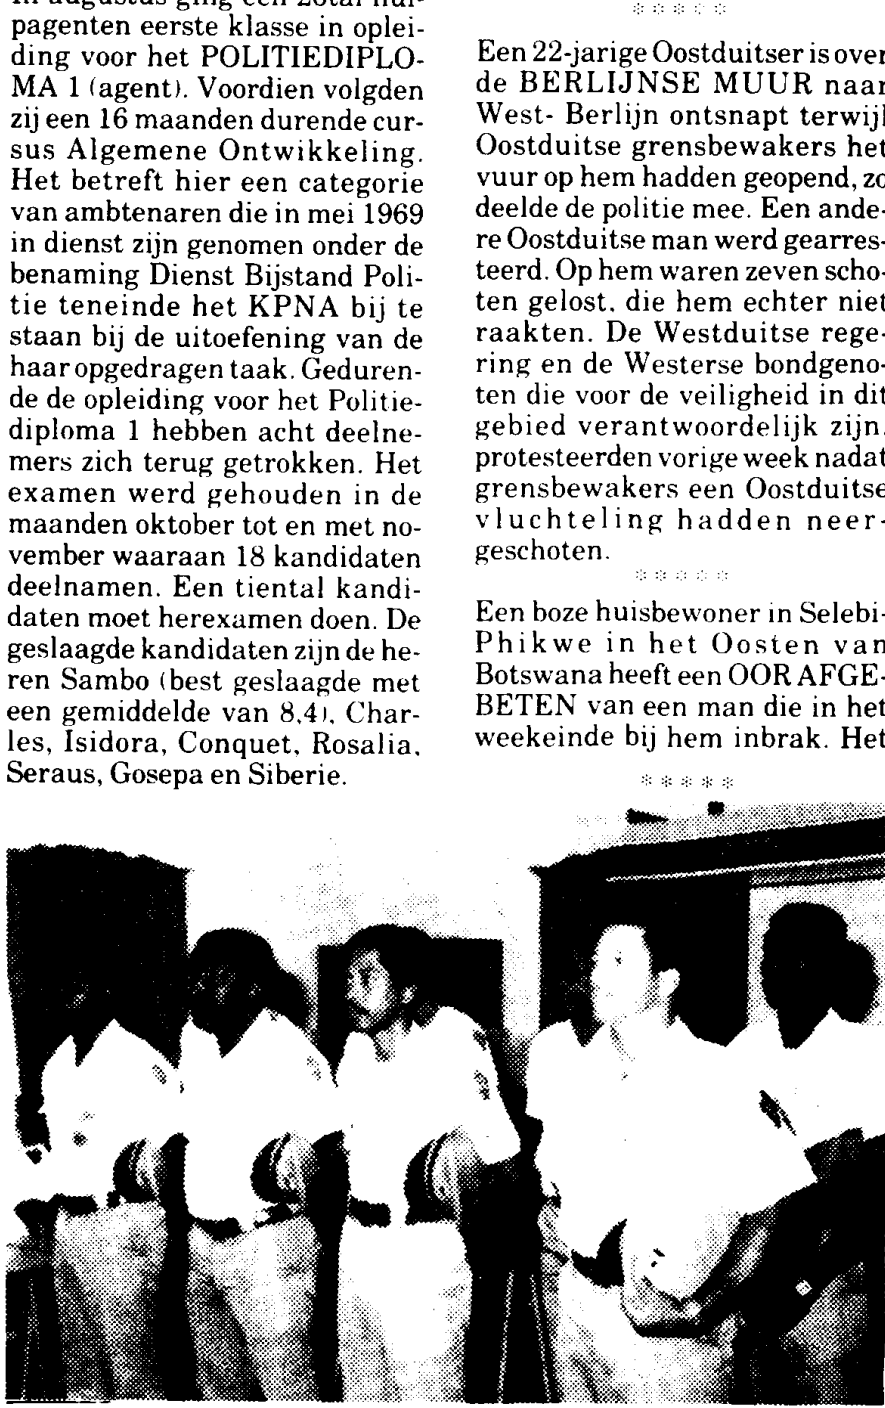 pagenten eerste klasse in oplei-
ding voor het POLITIEDIPLO-
MA 1 (agent). Voordien volgden
zij een 16 maanden durende cur-
sus Algemene Ontwikkeling.
Het betreft hier een categorie
van ambtenaren die in mei 1969
in dienst zijn genomen onder de
benaming Dienst Bijstand Poli-
tie teneinde het KPNA bij te
staan bij de uitoefening van de
haar opgedragen taak. Geduren-
de de opleiding voor het Politie-
diploma 1 hebben acht deelne-
mers zich terug getrokken. Het
examen werd gehouden in de
maanden oktober tot en met no-
vember waaraan 18 kandidaten
deelnamen. Een tiental kandi-
daten moet herexamen doen. De
geslaagde kandidaten zijn de he-
ren Sambo (best geslaagde met
een gemiddelde van 8,4), Char-
les, Isidora, Conquet, Rosalia,
Seraus, Gosepa en Siberie.
*****
Een 22-jarige Oostduitser is over
de BERLIJNSE MUUR naar
West- Berlijn ontsnapt terwijl
Oostduitse grensbewakers het
vuur op hem hadden geopend, zo
deelde de politie mee. Een ande-
re Oostduitse man werd gearres-
teerd. Op hem waren zeven scho-
ten gelost, die hem echter niet
raakten. De Westduitse rege-
ring en de Westerse bondgeno-
ten die voor de veiligheid in dit
gebied verantwoordelijk zijn,
protesteerden vorige week nadat
grensbewakers een Oostduitse
vluchteling hadden neer-
geschoten.
*****
Een boze huisbewoner in Selebi-
Phikwe in het Oosten van
Botswana heeft een OOR AFGE-
BETEN van een man die in het
weekeinde bij hem inbrak. Het
*****